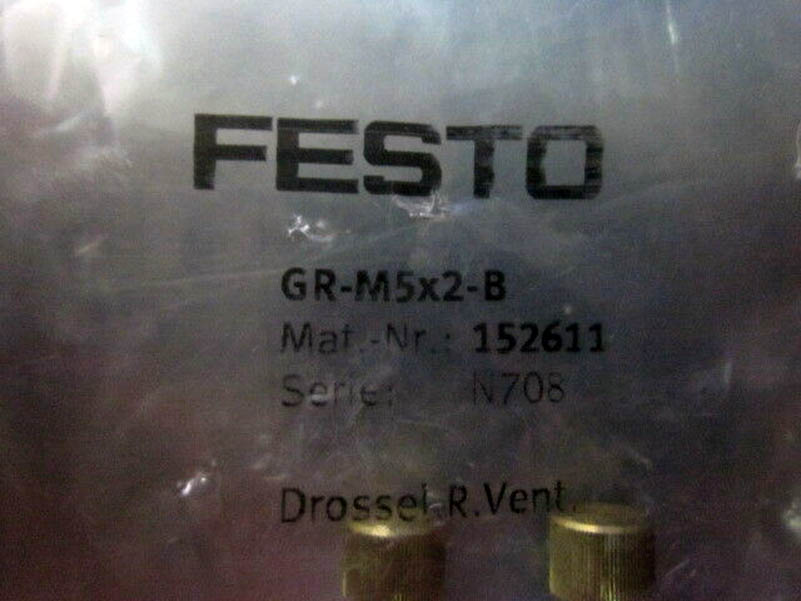 FESTO
GR-M5x2-B
Mat.-Nr.: 152611
Serie: N708
Drossel R.Vent.